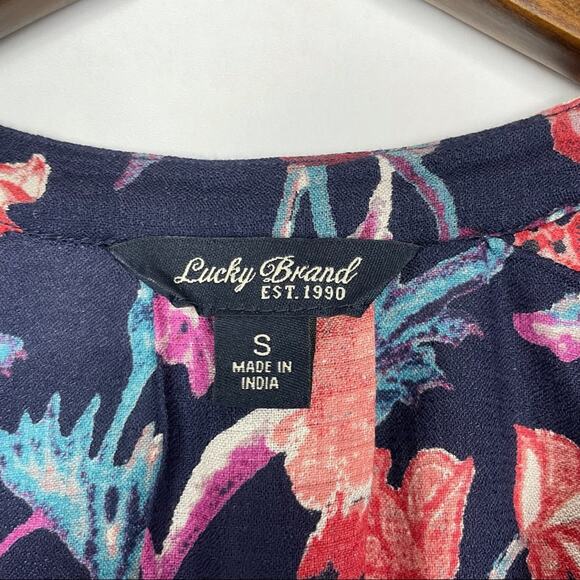 Lucky Brand
EST. 1990
S
MADE IN
INDIA